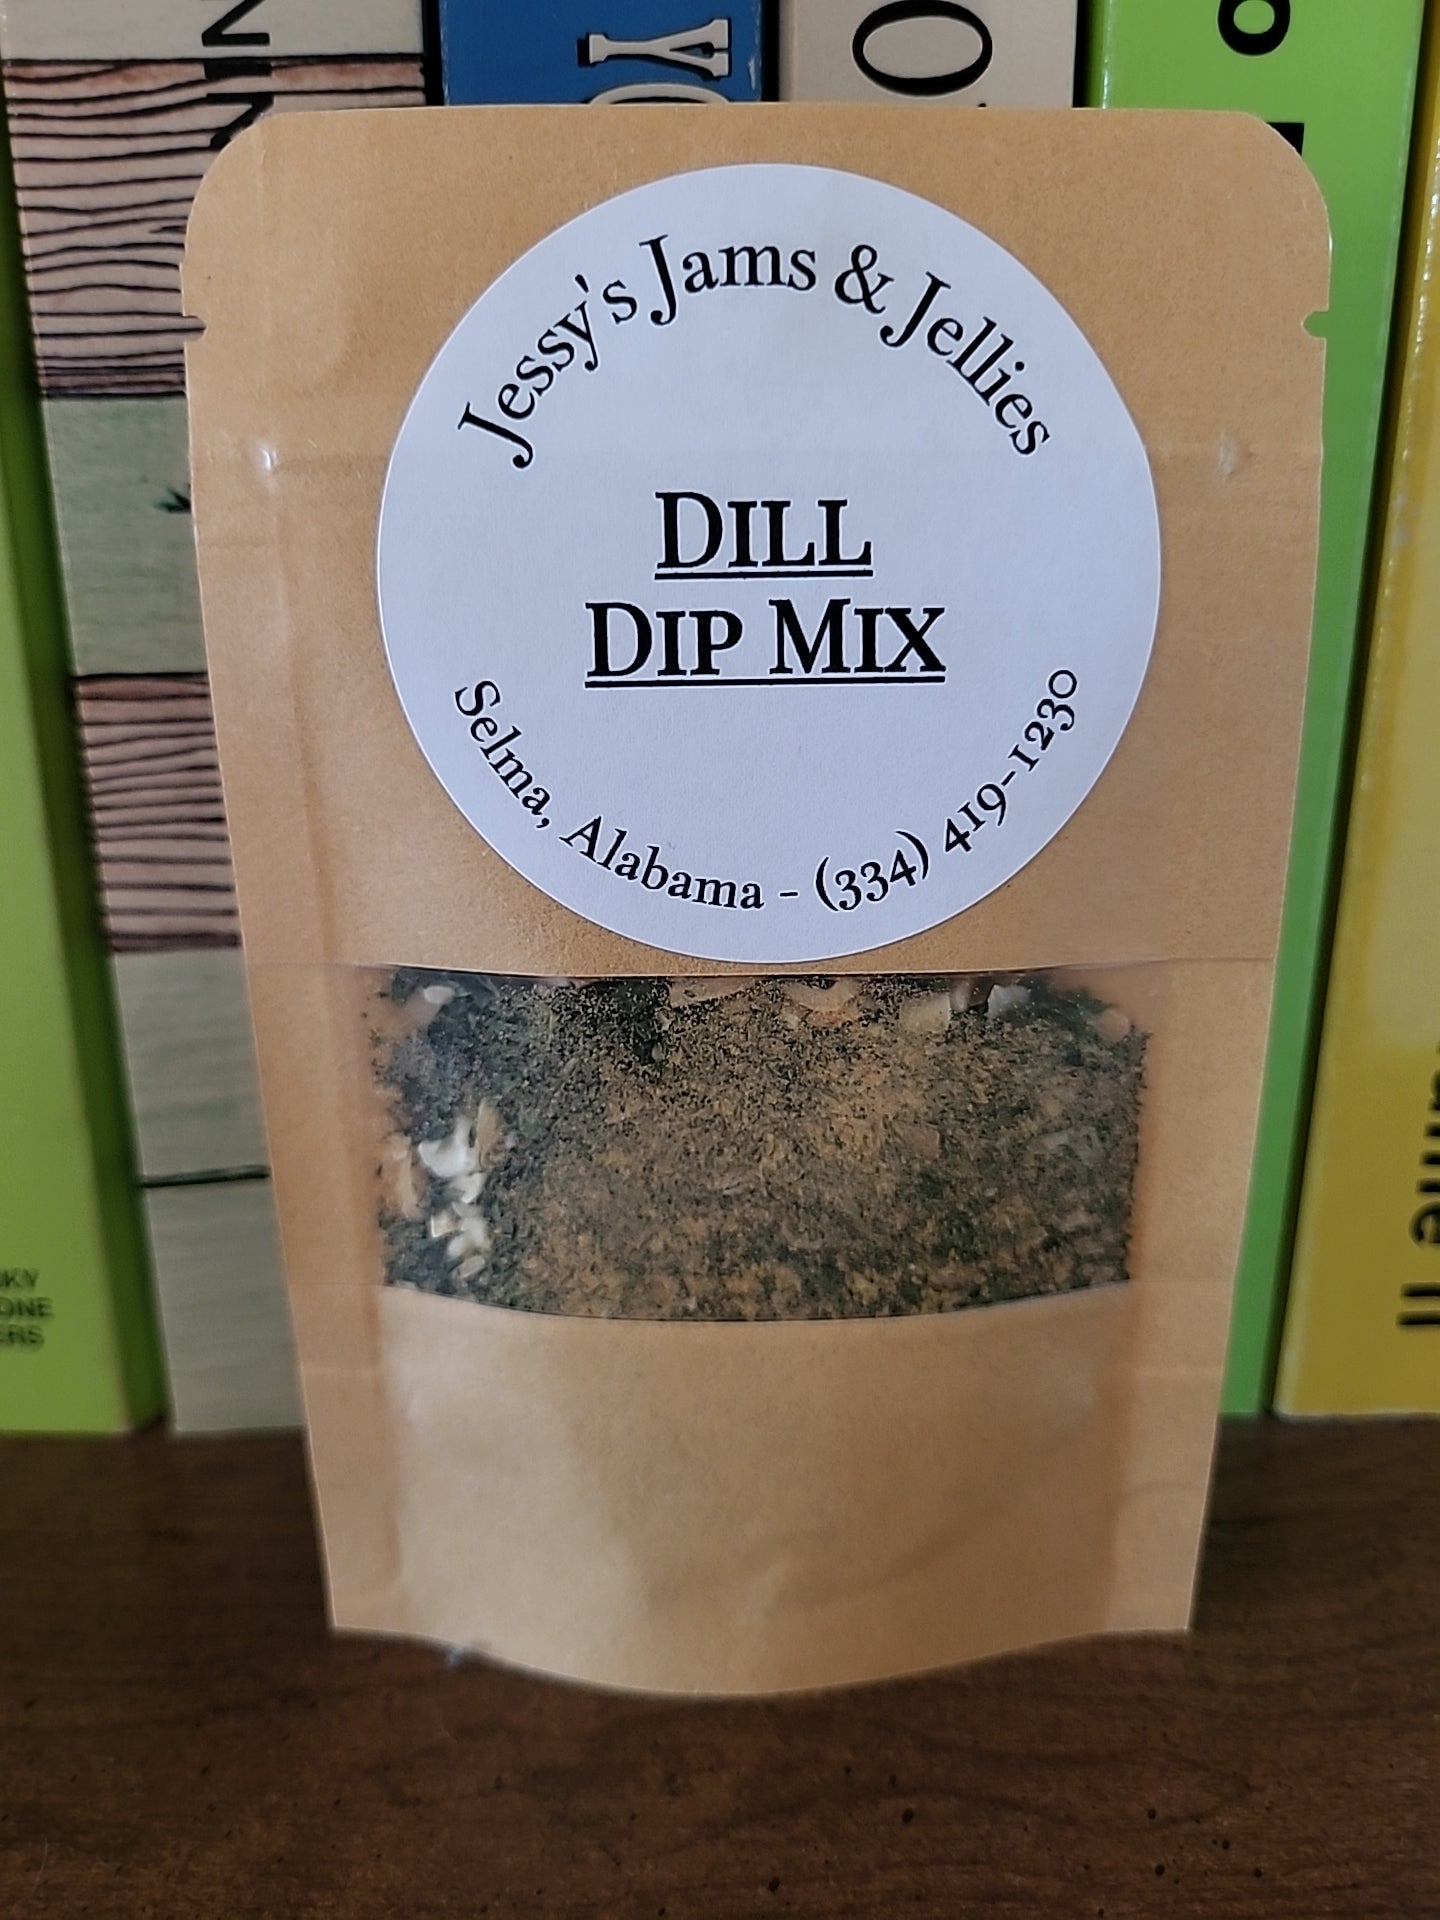 Jessy's Jams & Jellies
DILL
DIP MIX
Selma, Alabama - (334) 419-1230